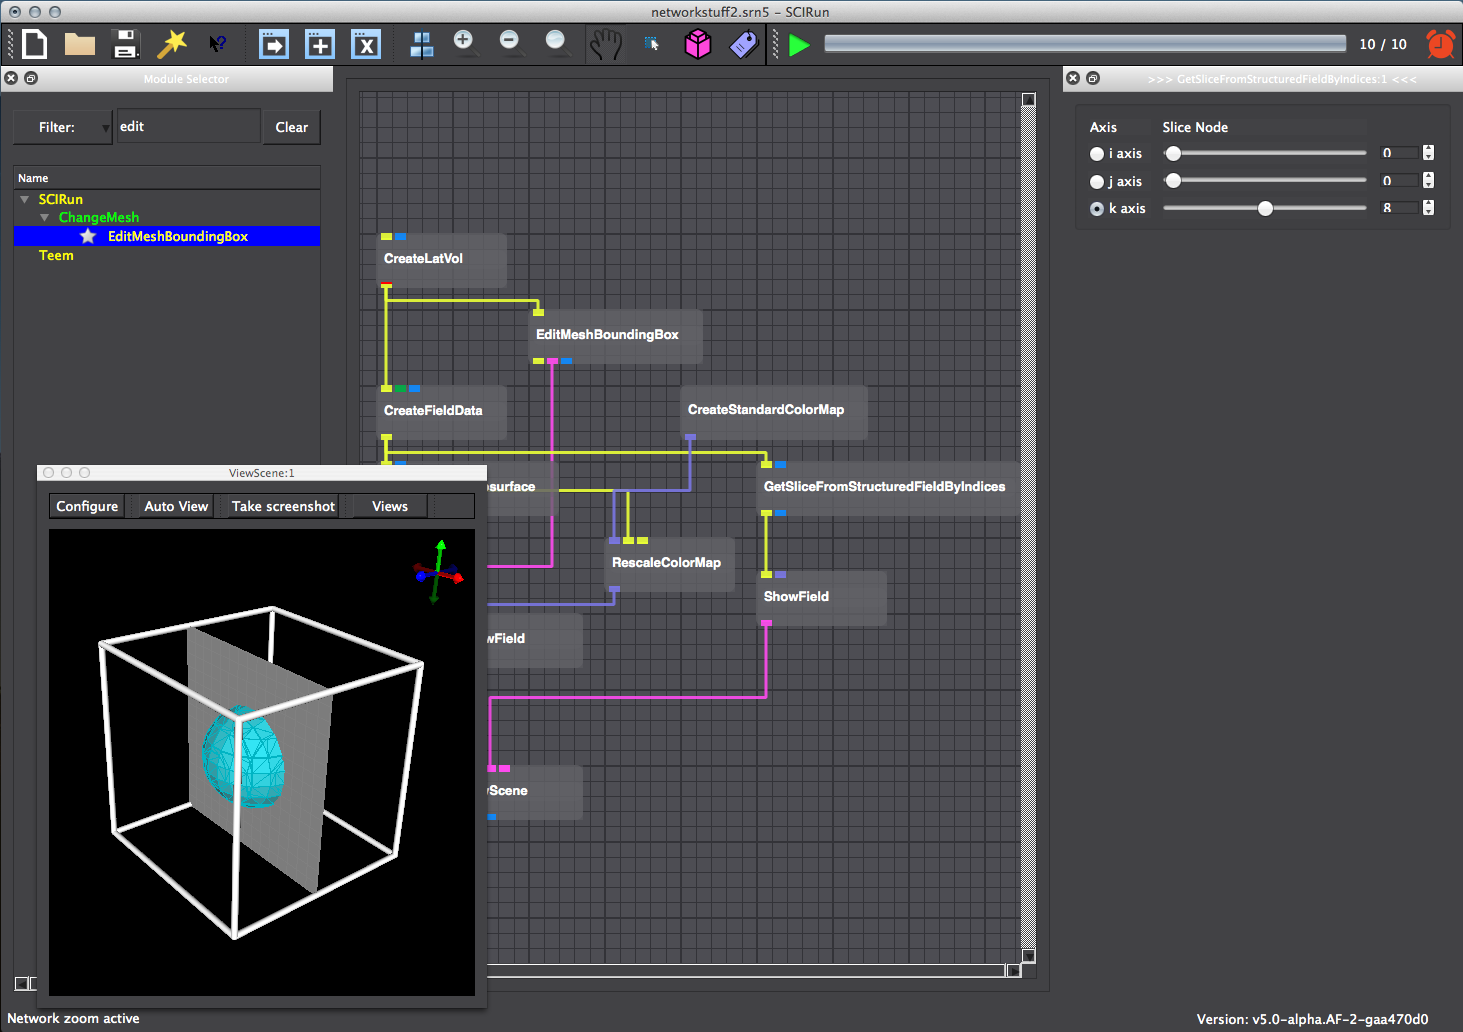 networkstuff2.srn5 – SCIRun
10 / 10
Module Selector
>>> GetSliceFromStructuredFieldByIndices:1 <<<
Filter:
edit
Clear
Name
SCIRun
ChangeMesh
EditMeshBoundingBox
Teem
Axis
Slice Node
i axis
0
j axis
0
k axis
8
CreateLatVol
EditMeshBoundingBox
CreateFieldData
CreateStandardColorMap
surface
GetSliceFromStructuredFieldByIndices
RescaleColorMap
ShowField
wField
wScene
ViewScene:1
Configure
Auto View
Take screenshot
Views
Network zoom active
Version: v5.0-alpha.AF-2-gaa470d0